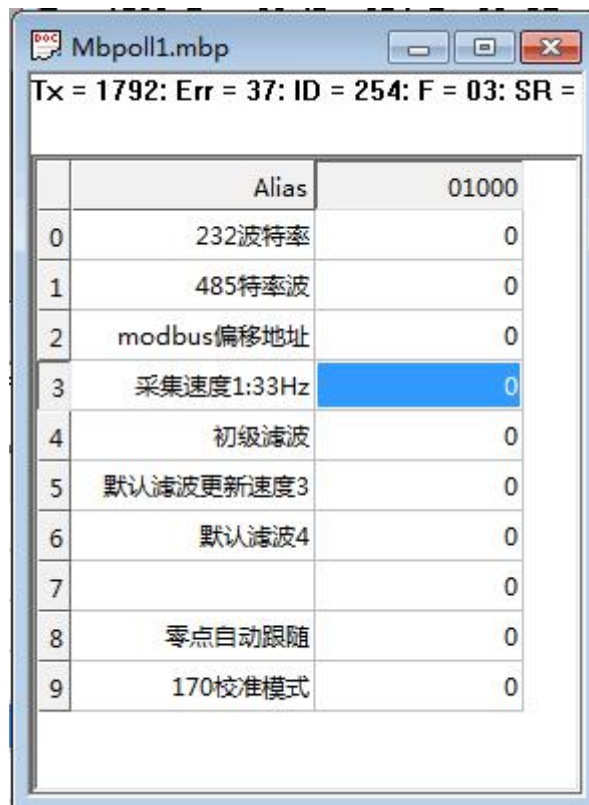 DOC
Mbpoll1.mbp
Tx = 1792: Err = 37: ID = 254: F = 03: SR =
Alias 01000
0 232波特率 0
1 485特率波 0
2 modbus偏移地址 0
3 采集速度1:33Hz 0
4 初级滤波 0
5 默认滤波更新速度3 0
6 默认滤波4 0
7 0
8 零点自动跟随 0
9 170校准模式 0